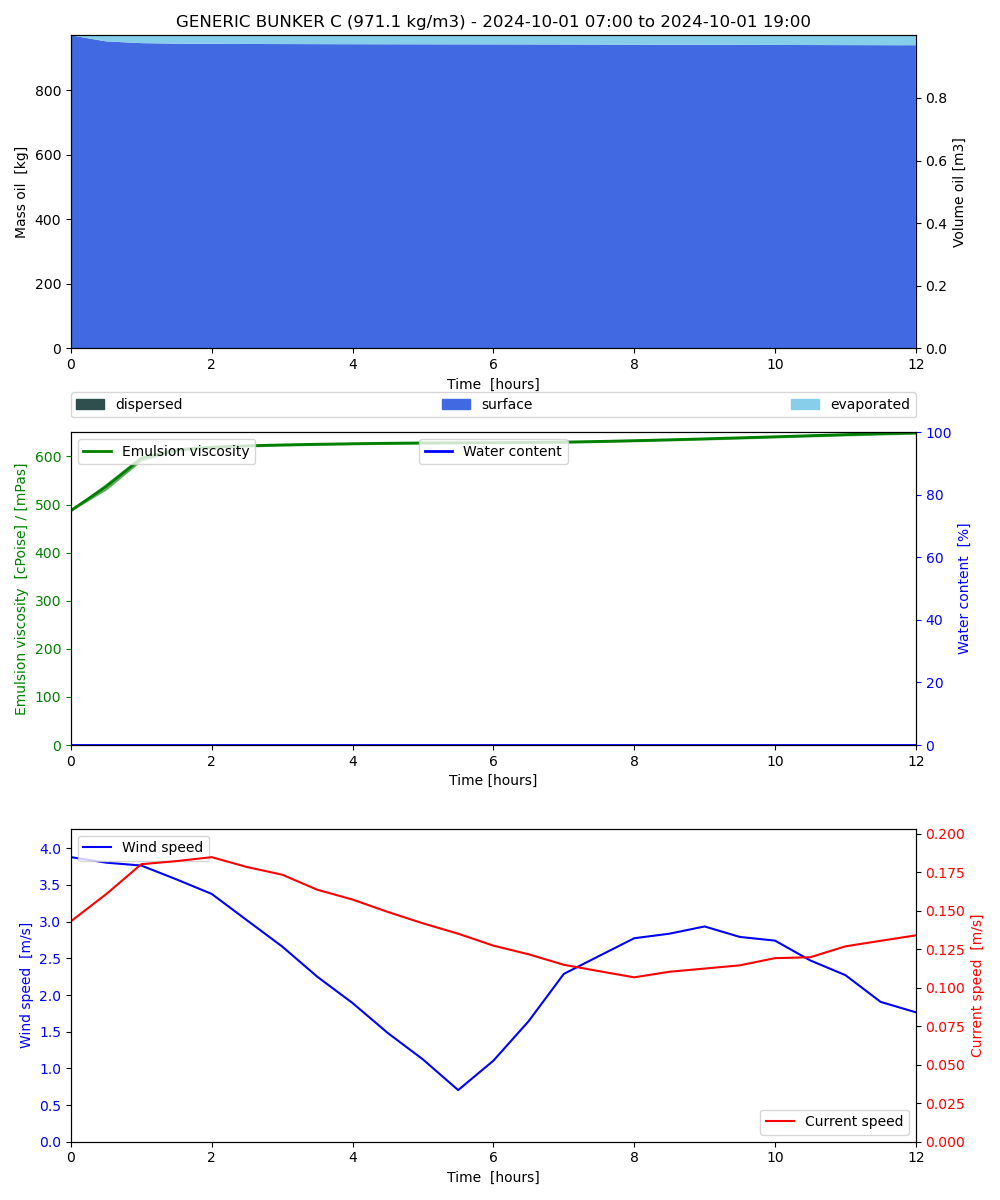 GENERIC BUNKER C (971.1 kg/m3) - 2024-10-01 07:00 to 2024-10-01 19:00
Mass oil [kg]
800
600
400
200
0
0.8
0.6
0.4
0.2
0.0
Volume oil [m3]
0 2 4 6 8 10 12
Time [hours]
dispersed surface evaporated
Emulsion viscosity [cPoise] / [mPas]
600
500
400
300
200
100
0
Emulsion viscosity
Water content
100
80
60
40
20
0
Water content [%]
0 2 4 6 8 10 12
Time [hours]
Wind speed [m/s]
4.0
3.5
3.0
2.5
2.0
1.5
1.0
0.5
0.0
Wind speed
Current speed
0.200
0.175
0.150
0.125
0.100
0.075
0.050
0.025
0.000
Current speed [m/s]
0 2 4 6 8 10 12
Time [hours]